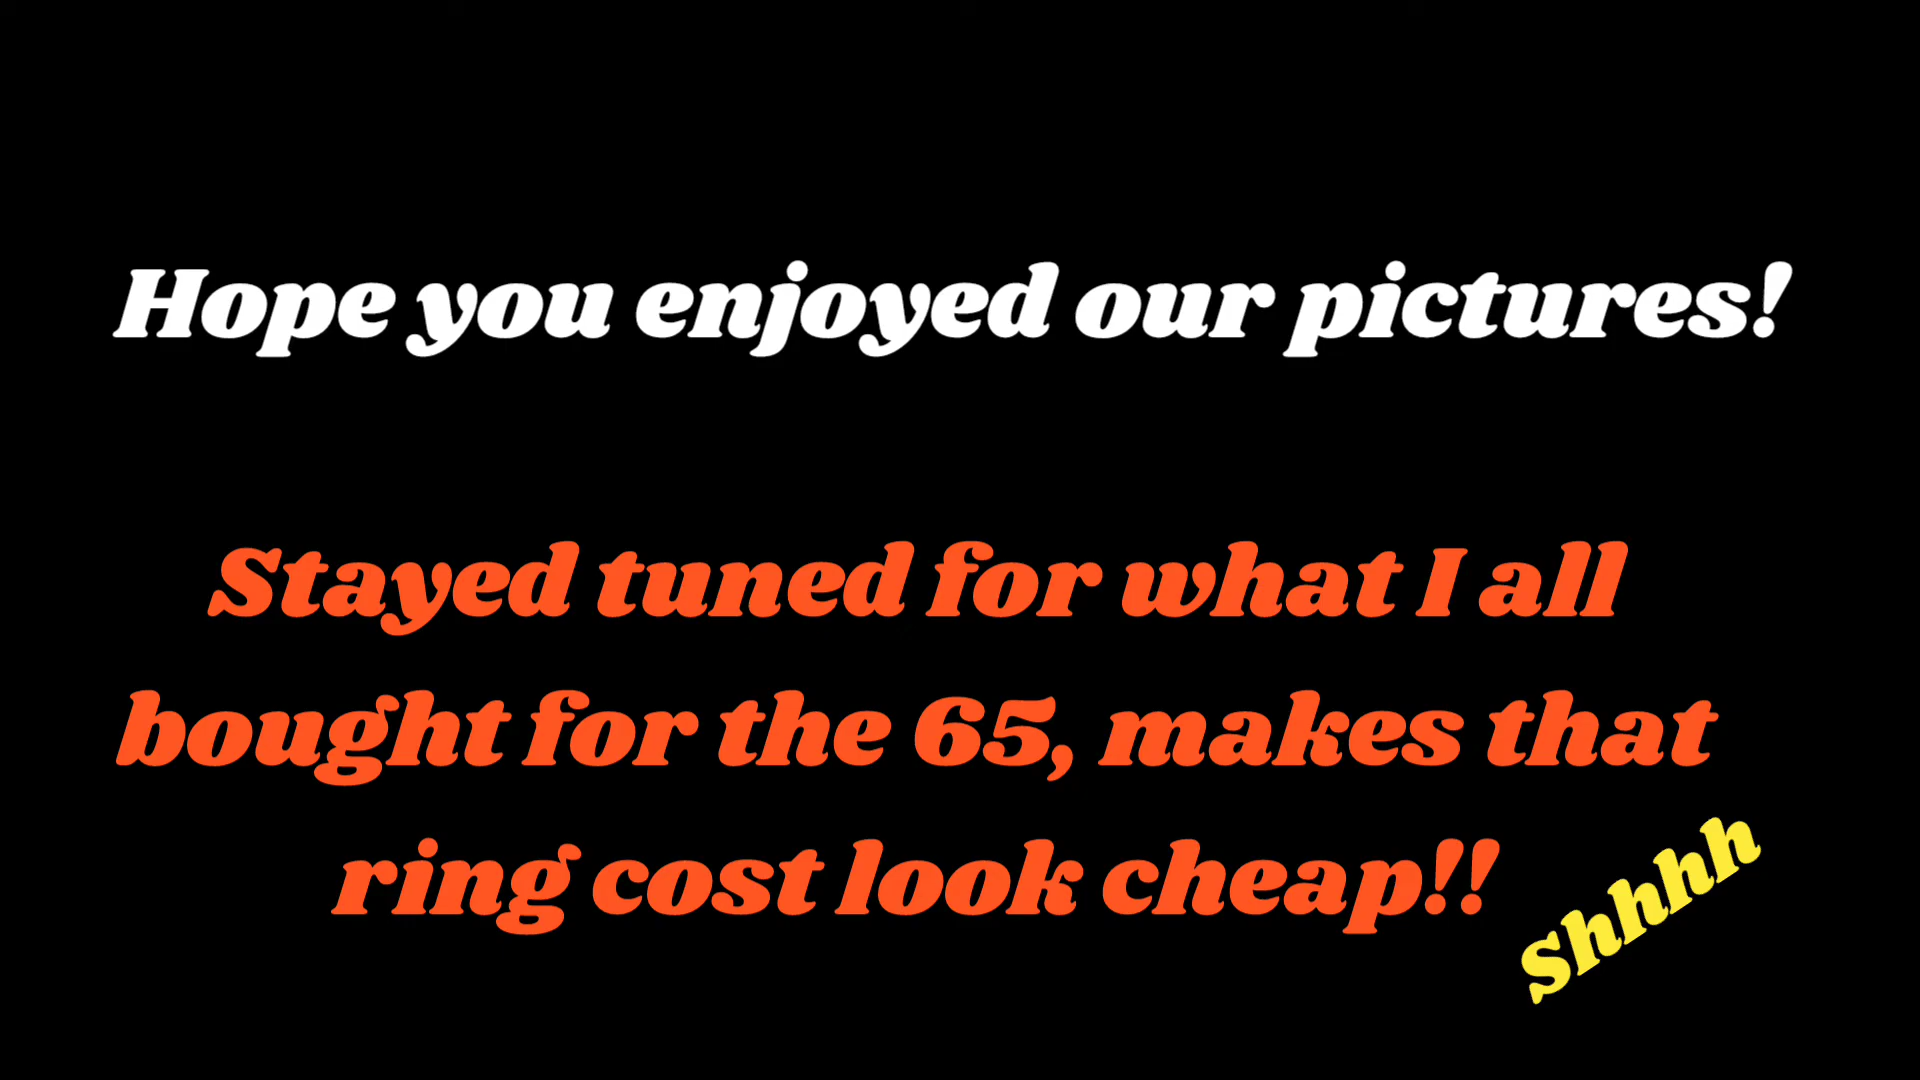 Hope you enjoyed our pictures!
Stayed tuned for what I all
bought for the 65, makes that
ring cost look cheap!!
Shhhh